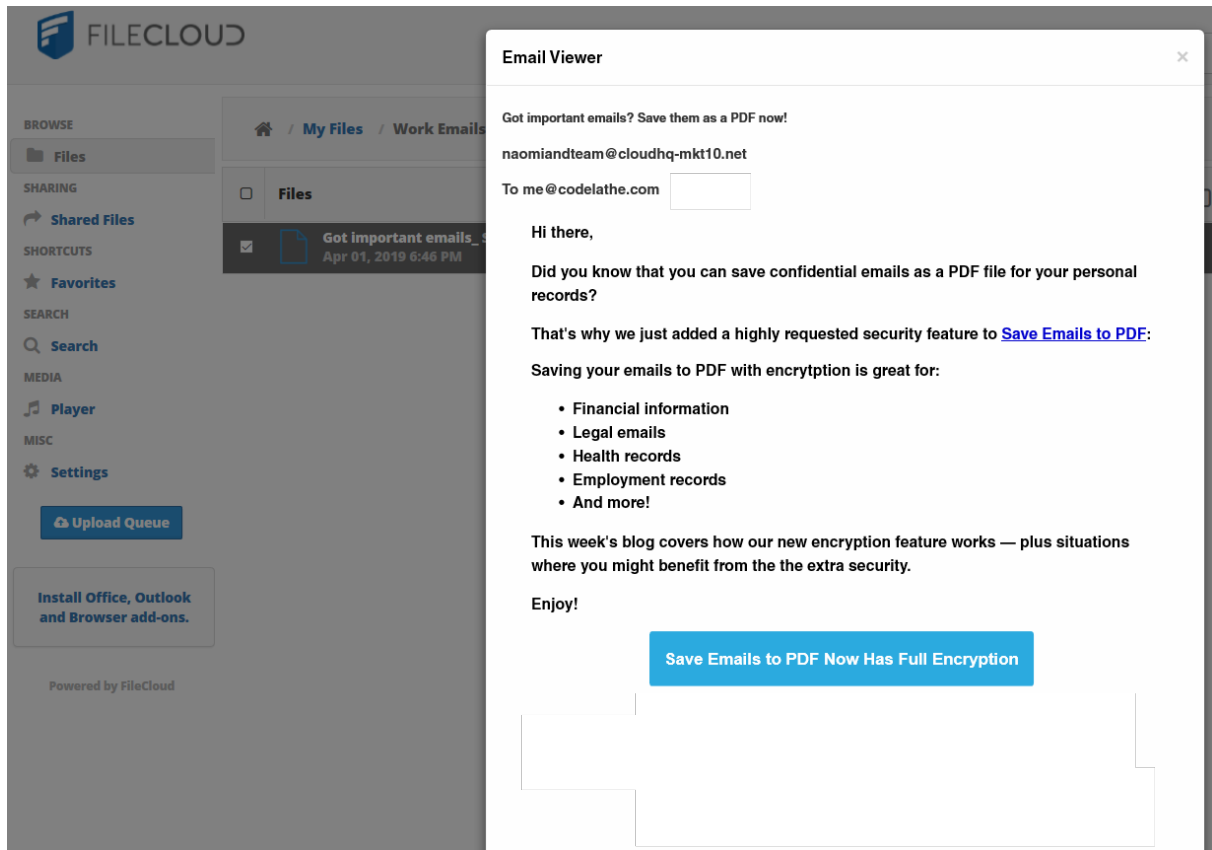 FILECLOUD
BROWSE
Files
SHARING
Shared Files
SHORTCUTS
Favorites
SEARCH
Search
MEDIA
Player
MISC
Settings
Upload Queue
Install Office, Outlook
and Browser add-ons.
Powered by FileCloud
/ My Files / Work Emails
Files
Got important emails_ S
Apr 01, 2019 6:46 PM
Email Viewer
×
Got important emails? Save them as a PDF now!
naomiandteam@cloudhq-mkt10.net
To me@codelathe.com
Hi there,
Did you know that you can save confidential emails as a PDF file for your personal
records?
That's why we just added a highly requested security feature to Save Emails to PDF:
Saving your emails to PDF with encrytption is great for:
• Financial information
• Legal emails
• Health records
• Employment records
• And more!
This week's blog covers how our new encryption feature works — plus situations
where you might benefit from the the extra security.
Enjoy!
Save Emails to PDF Now Has Full Encryption